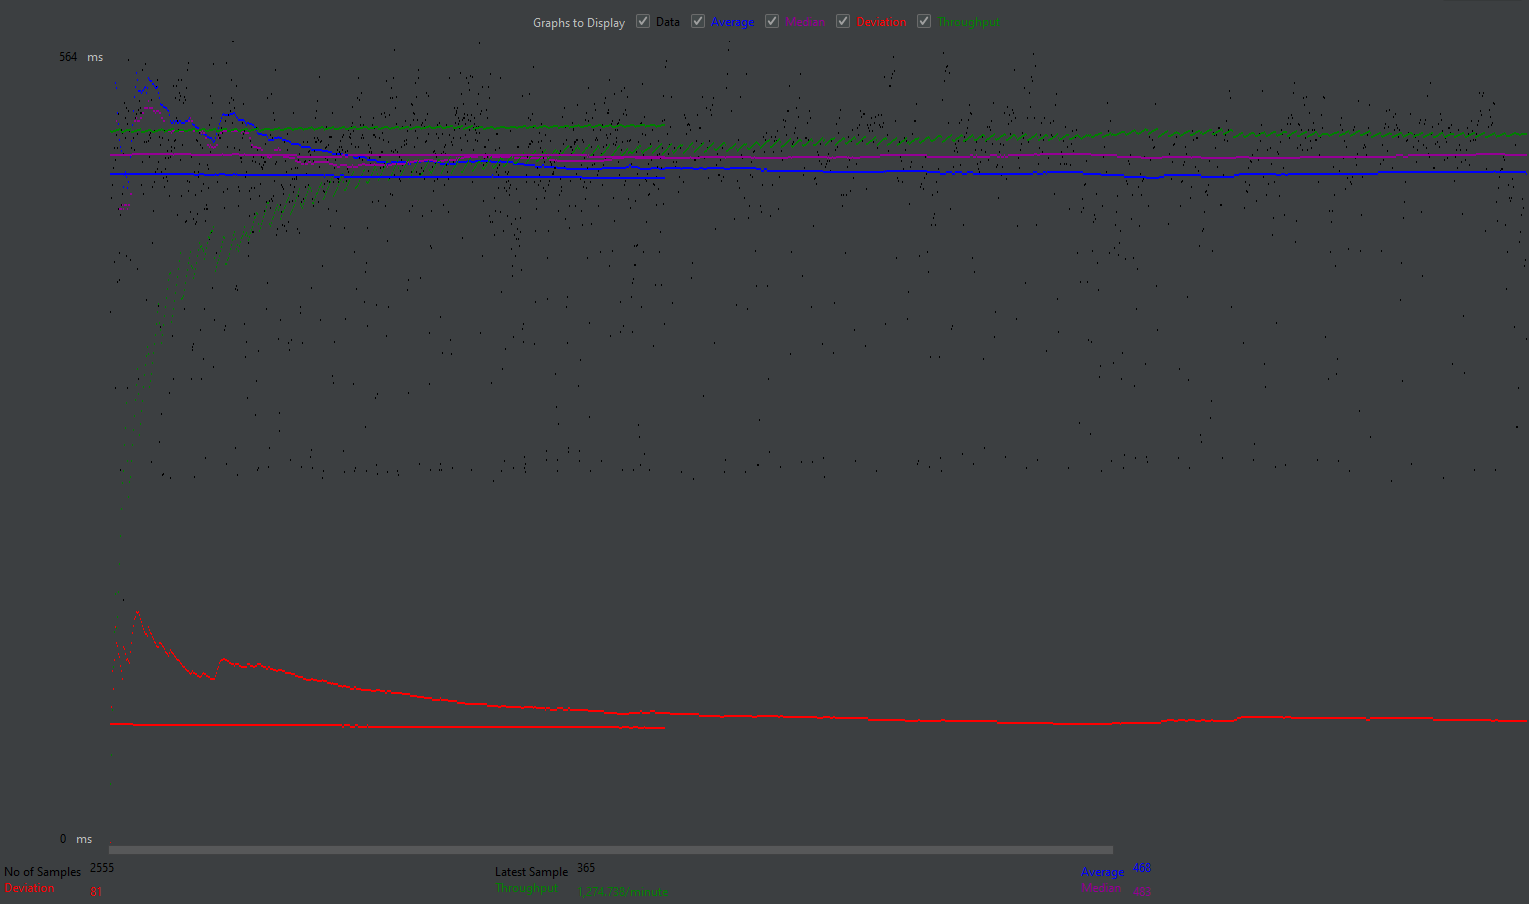 Graphs to Display Data Average Median Deviation Throughput
564 ms
0 ms
No of Samples 2555 Latest Sample 365 Average 468
Deviation 81 Throughput 1,274.738/minute Median